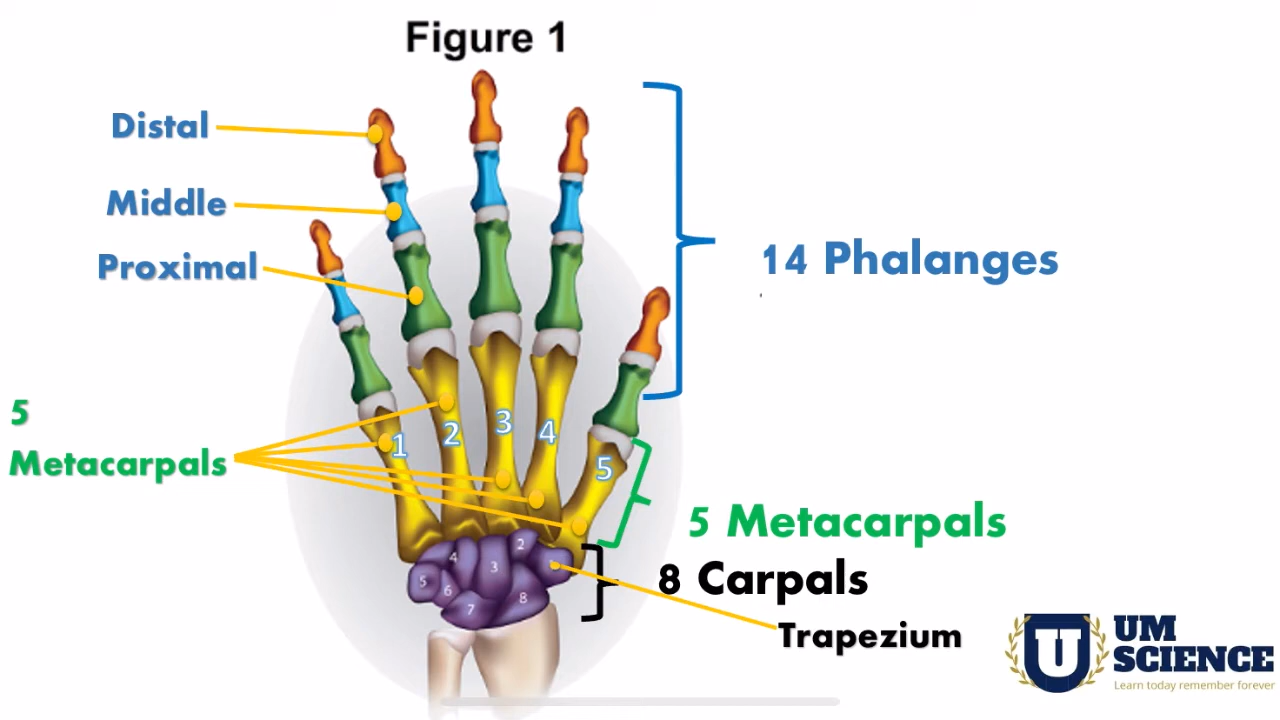 Figure 1
Distal
Middle
Proximal
14 Phalanges
5
Metacarpals
1
2
3
4
5
5 Metacarpals
8 Carpals
Trapezium
2
4
3
5
6
8
7
U
UM
SCIENCE
Learn today remember forever